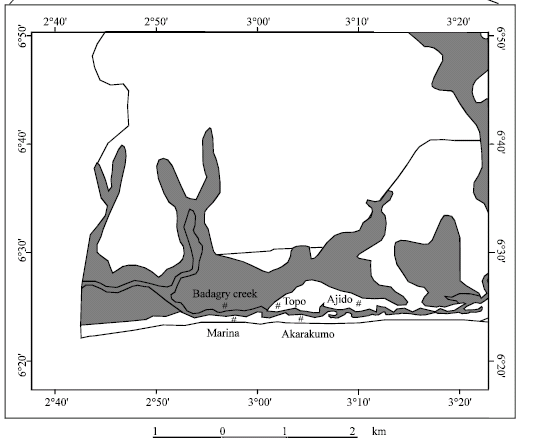 2°40' 2°50' 3°00' 3°10' 3°20'
6°50' 6°50'
6°40' 6°40'
6°30' 6°30'
Badagry creek
#
Topo
#
Ajido #
#
Marina
#
Akarakumo
6°20' 6°20'
2°40' 2°50' 3°00' 3°10' 3°20'
1 0 1 2 km